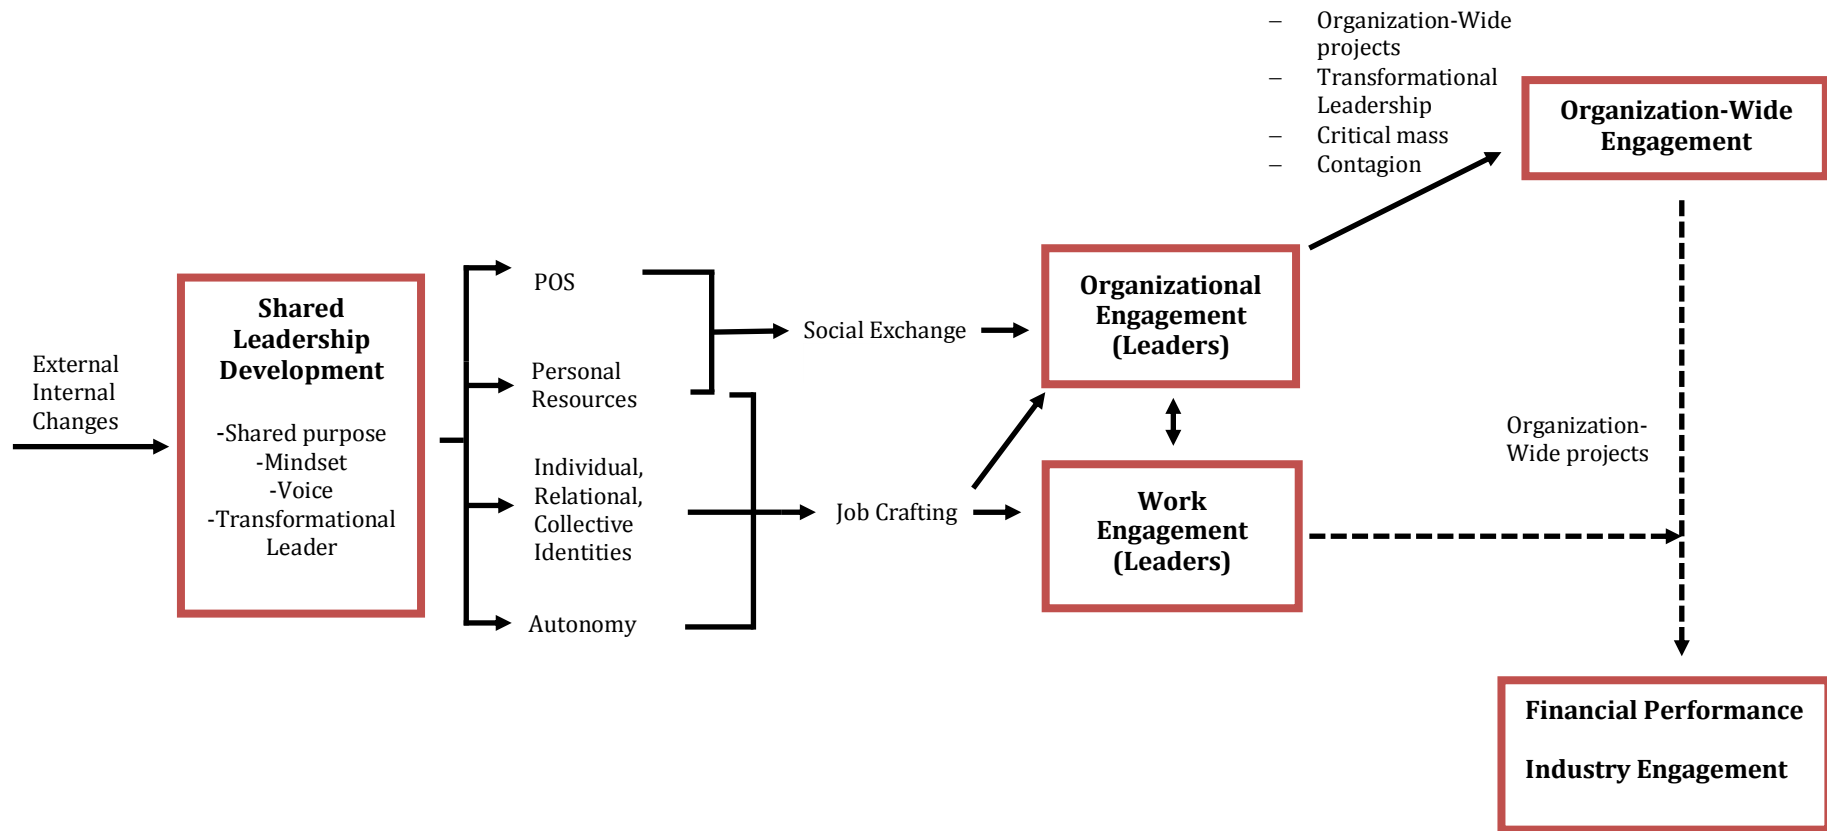 External
Internal
Changes
Shared
Leadership
Development
-Shared purpose
-Mindset
-Voice
-Transformational
Leader
POS
Personal
Resources
Individual,
Relational,
Collective
Identities
Autonomy
Social Exchange
Job Crafting
Organizational
Engagement
(Leaders)
Work
Engagement
(Leaders)
– Organization-Wide
projects
– Transformational
Leadership
– Critical mass
– Contagion
Organization-Wide
Engagement
Organization-
Wide projects
Financial Performance
Industry Engagement